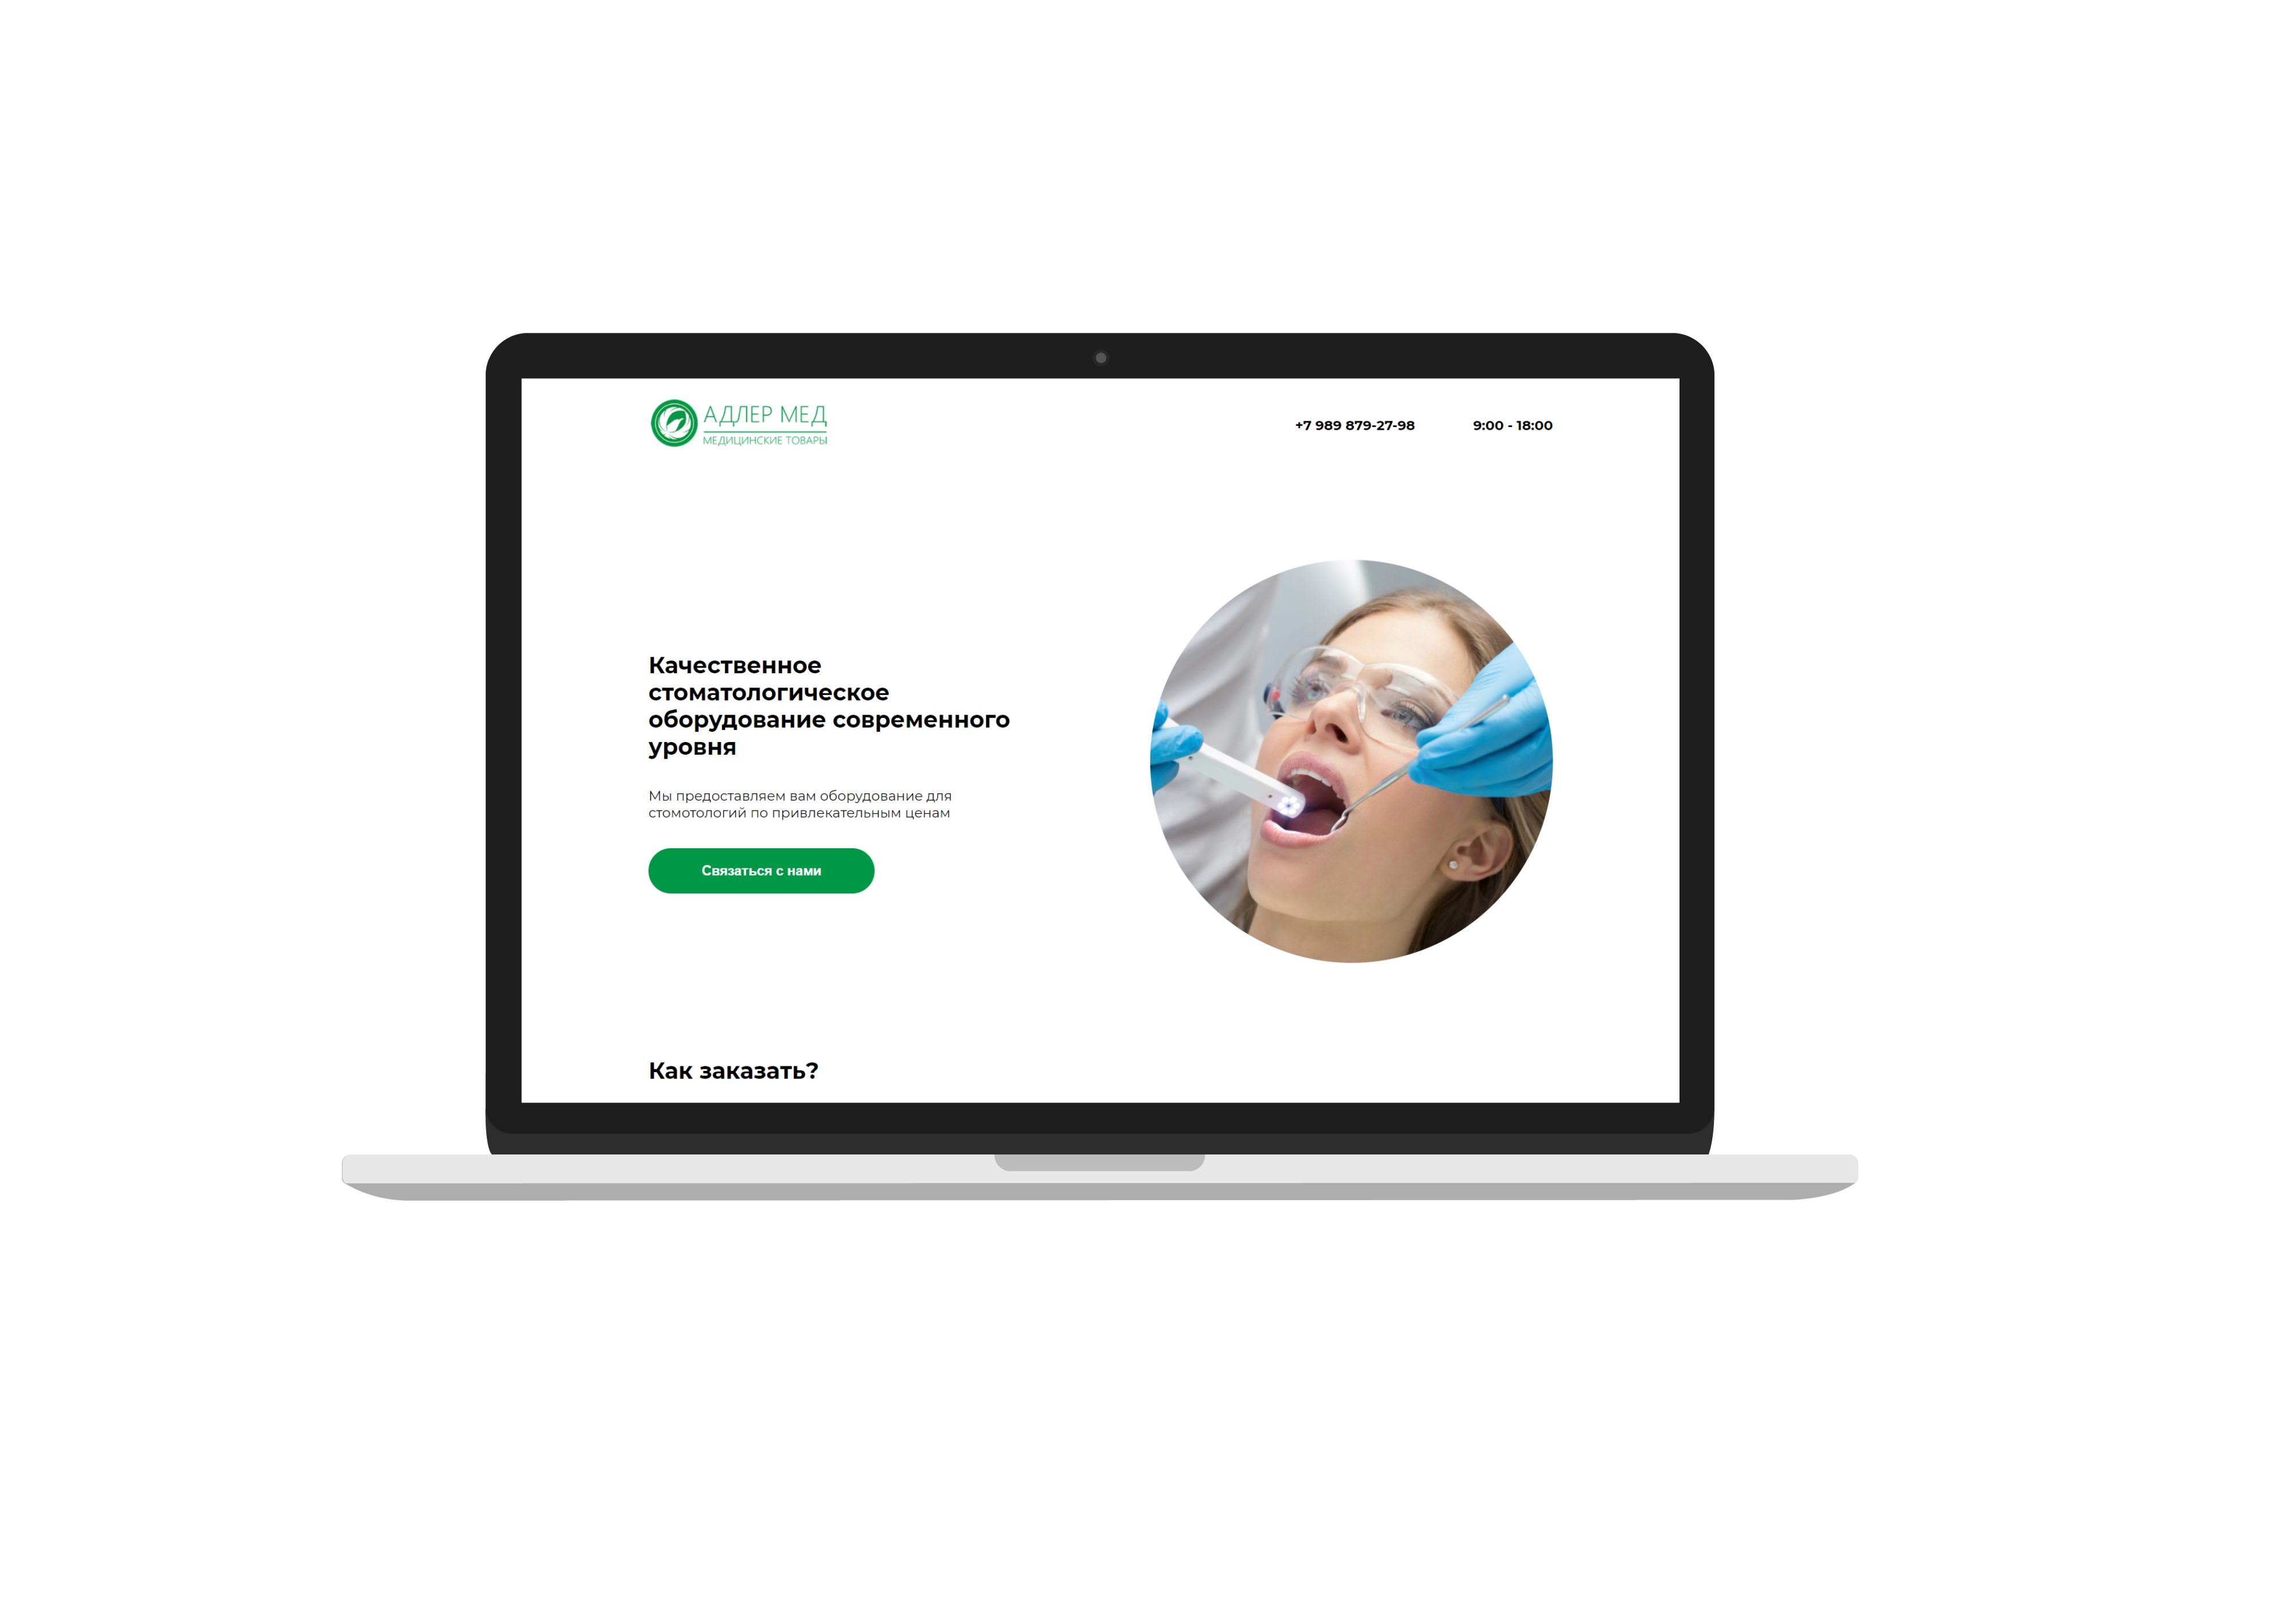 АДЛЕР МЕД
МЕДИЦИНСКИЕ ТОВАРЫ
+7 989 879-27-98
9:00 - 18:00
Качественное
стоматологическое
оборудование современного
уровня
Мы предоставляем вам оборудование для
стомотологий по привлекательным ценам
Связаться с нами
Как заказать?